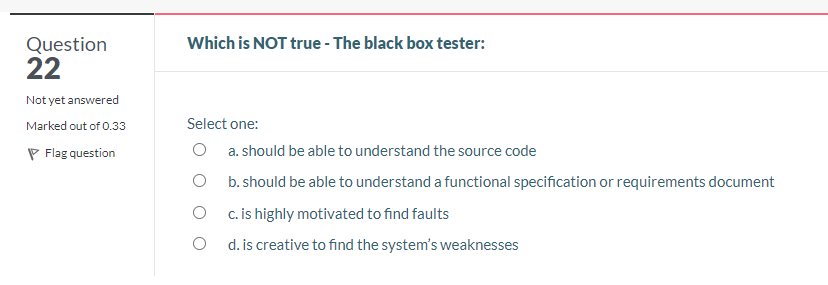 Question
22
Not yet answered
Marked out of 0.33
Flag question
Which is NOT true - The black box tester:
Select one:
a. should be able to understand the source code
b. should be able to understand a functional specification or requirements document
c. is highly motivated to find faults
d. is creative to find the system's weaknesses